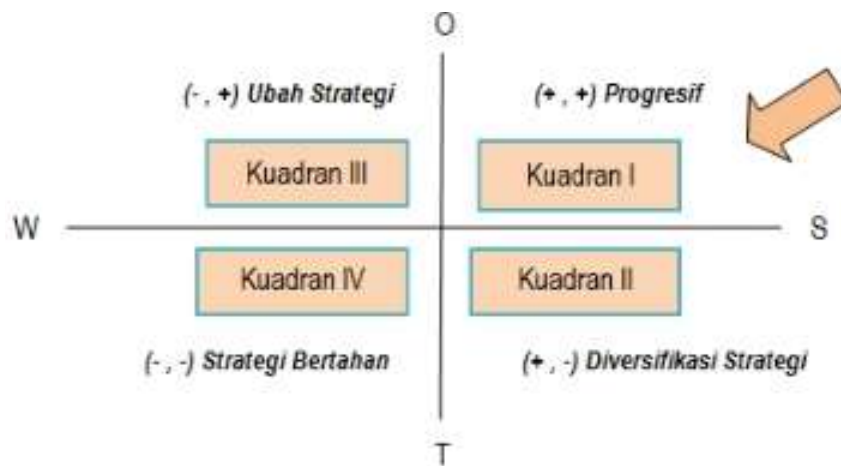 O
(- , +) Ubah Strategi
(+ , +) Progresif
Kuadran III
Kuadran I
W
S
Kuadran IV
Kuadran II
(- , -) Strategi Bertahan
(+ , -) Diversifikasi Strategi
T